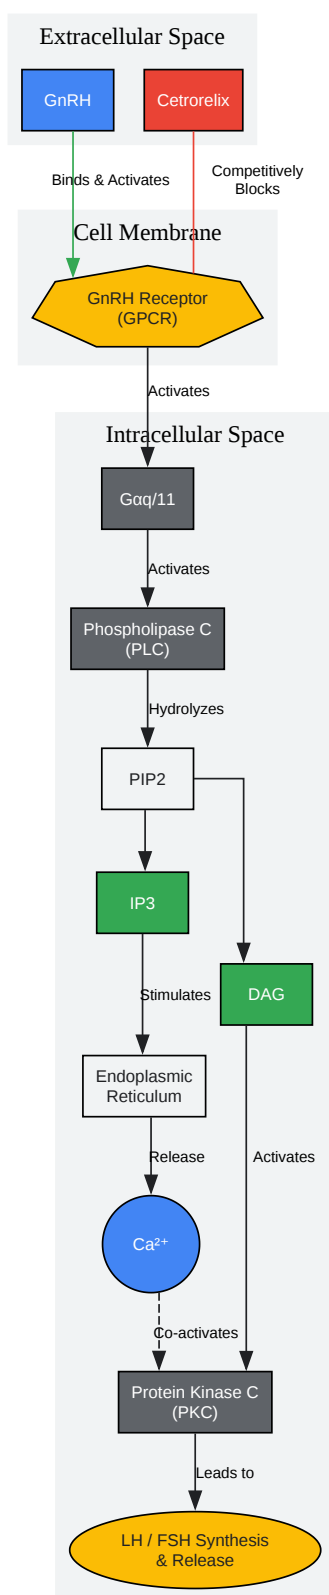 Extracellular Space
GnRH
Cetrorelix
Binds & Activates
Competitively
Blocks
Cell Membrane
GnRH Receptor
(GPCR)
Activates
Intracellular Space
Gαq/11
Activates
Phospholipase C
(PLC)
Hydrolyzes
PIP2
IP3
DAG
Stimulates
Endoplasmic
Reticulum
Release
Activates
Ca²⁺
Co-activates
Protein Kinase C
(PKC)
Leads to
LH / FSH Synthesis
& Release